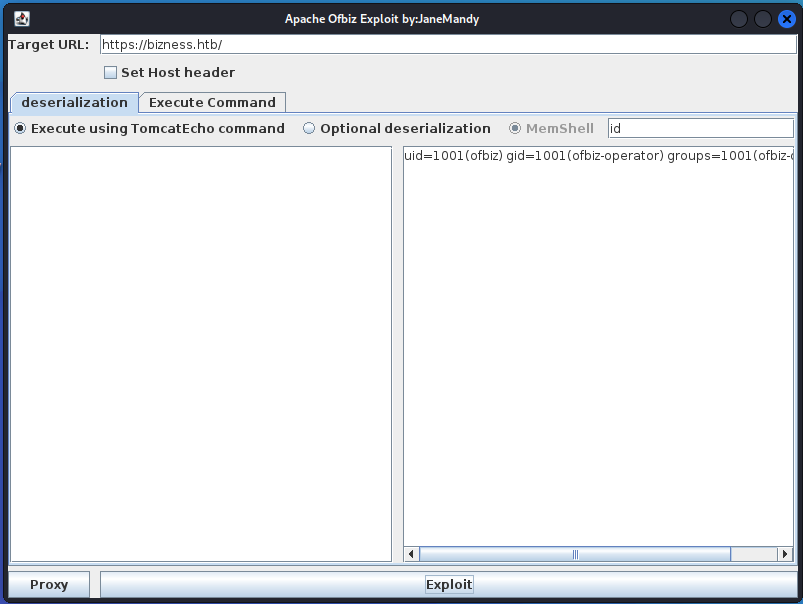 Apache Ofbiz Exploit by:JaneMandy
Target URL: https://bizness.htb/
Set Host header
deserialization Execute Command
Execute using TomcatEcho command Optional deserialization MemShell id
uid=1001(ofbiz) gid=1001(ofbiz-operator) groups=1001(ofbiz-
Proxy Exploit